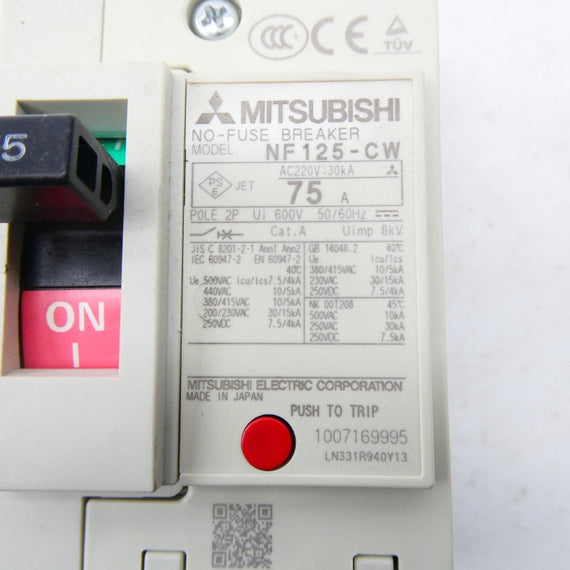 CCC CE TÜV
MITSUBISHI
NO-FUSE BREAKER
MODEL NF125-CW
AC220V:30kA
PS E JET 75 A
POLE 2P Ui 600V 50/60Hz
Cat.A Uimp 8kV
JIS C 8201-2-1 Ann1 Ann2
IEC 60947-2 EN 60947-2
40℃
Ue 500VAC Icu/Ics 7.5/4kA
440VAC 10/5kA
380/415VAC 10/5kA
200/230VAC 30/15kA
250VDC 7.5/4kA
GB 14048.2 40℃
Ue Icu/Ics
380/415VAC 10/5kA
230VAC 30/15kA
250VDC 7.5/4kA
NK 00T208 45℃
500VAC 10kA
250VAC 30kA
250VDC 7.5kA
MITSUBISHI ELECTRIC CORPORATION
MADE IN JAPAN
PUSH TO TRIP
1007169995
LN331R940Y13
5
ON
I